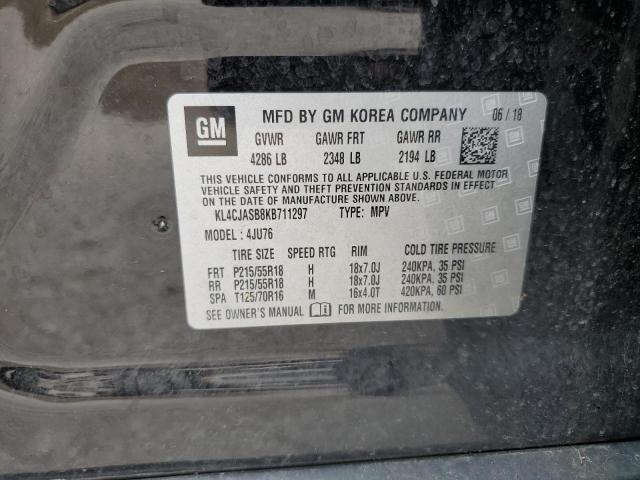 GM
MFD BY GM KOREA COMPANY 06 / 18
GVWR GAWR FRT GAWR RR
4286 LB 2348 LB 2194 LB
THIS VEHICLE CONFORMS TO ALL APPLICABLE U.S. FEDERAL MOTOR
VEHICLE SAFETY AND THEFT PREVENTION STANDARDS IN EFFECT
ON THE DATE OF MANUFACTURE SHOWN ABOVE.
KL4CJASB8KB711297 TYPE: MPV
MODEL : 4JU76
TIRE SIZE SPEED RTG RIM COLD TIRE PRESSURE
FRT P215/55R18 H 18x7.0J 240KPA, 35 PSI
RR P215/55R18 H 18x7.0J 240KPA, 35 PSI
SPA T125/70R16 M 16x4.0T 420KPA, 60 PSI
SEE OWNER'S MANUAL FOR MORE INFORMATION.